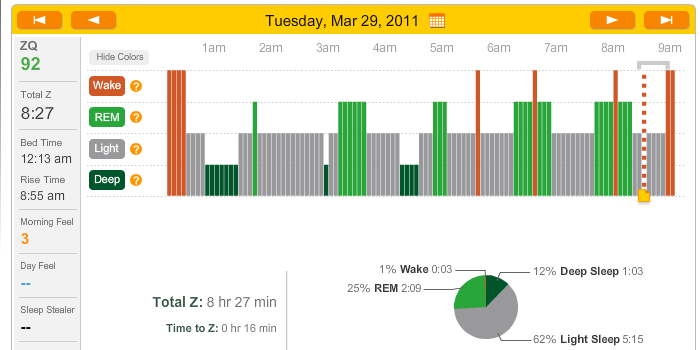 Tuesday, Mar 29, 2011
ZQ
92
Total Z
8:27
Bed Time
12:13 am
Rise Time
8:55 am
Morning Feel
3
Day Feel
--
Sleep Stealer
--
1am 2am 3am 4am 5am 6am 7am 8am 9am
Hide Colors
Wake ?
REM ?
Light ?
Deep ?
Total Z: 8 hr 27 min
Time to Z: 0 hr 16 min
1% Wake 0:03
12% Deep Sleep 1:03
25% REM 2:09
62% Light Sleep 5:15